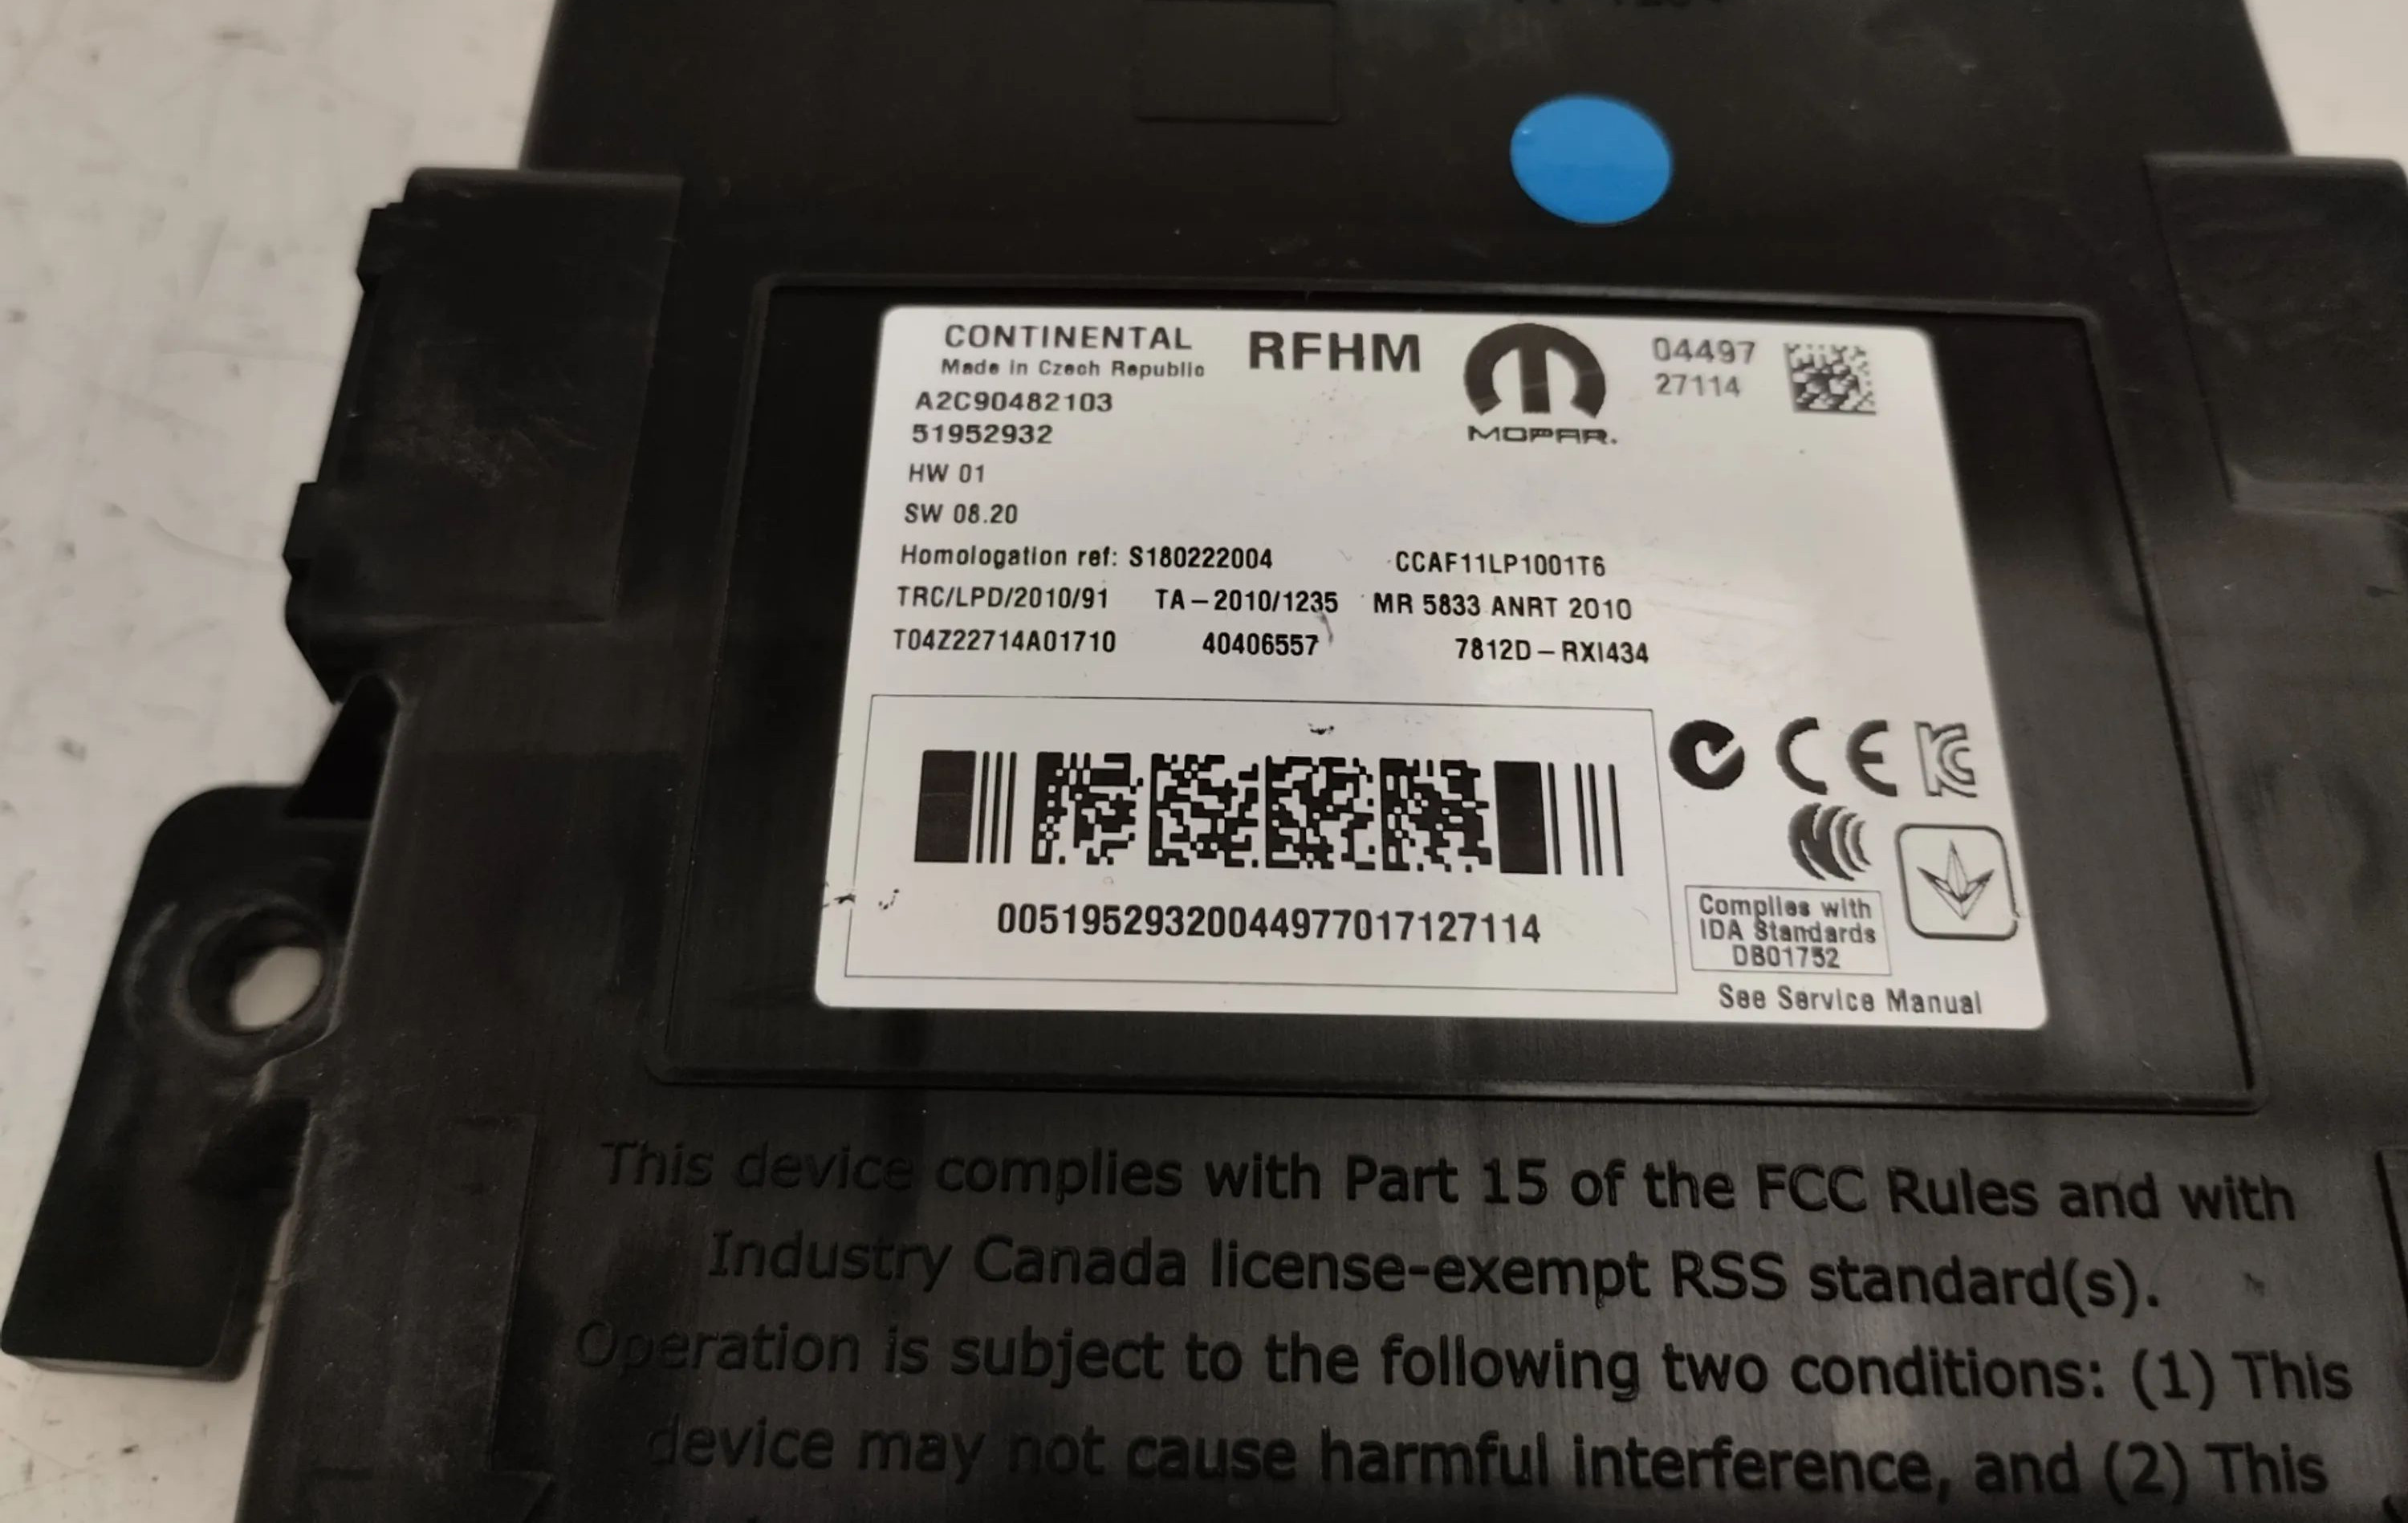 CONTINENTAL
Made in Czech Republic
RFHM
MOPAR.
04497
27114
A2C90482103
51952932
HW 01
SW 08.20
Homologation ref: S180222004 CCAF11LP1001T6
TRC/LPD/2010/91 TA-2010/1235 MR 5833 ANRT 2010
T04Z22714A01710 40406557 7812D-RXI434
00519529320044977017127114
CE
KC
Complies with
IDA Standards
DB01752
See Service Manual
This device complies with Part 15 of the FCC Rules and with
Industry Canada license-exempt RSS standard(s).
Operation is subject to the following two conditions: (1) This
device may not cause harmful interference, and (2) This